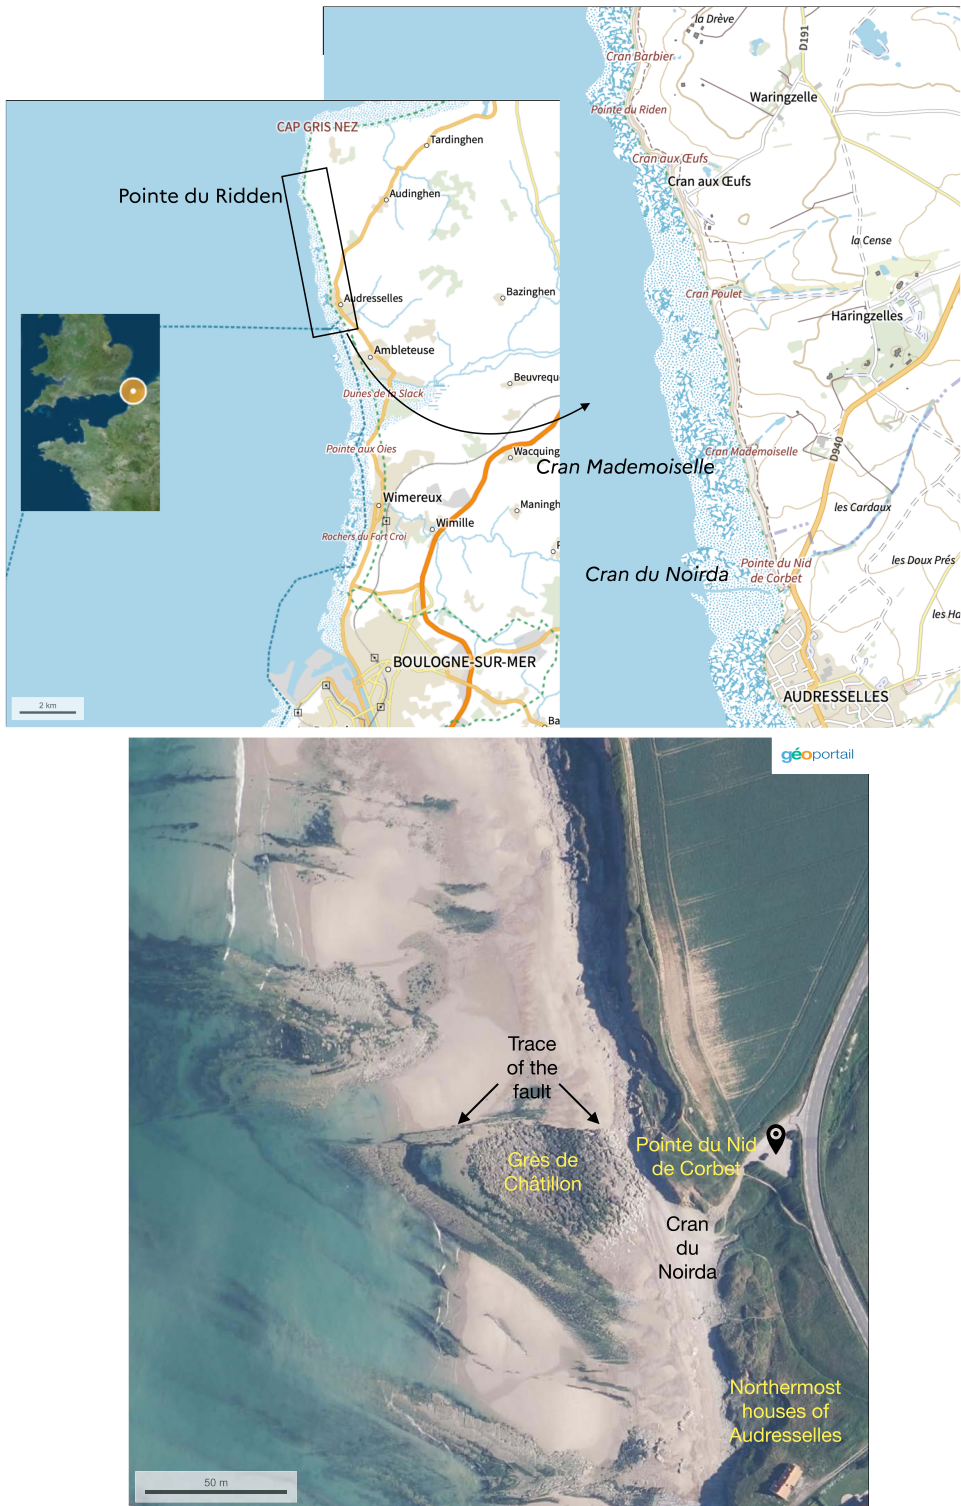 la Drève
D191
Cran Barbier
Waringzelle
Pointe du Riden
Cran aux Œufs
Cran aux Œufs
la Cense
Cran Poulet
Haringzelles
D940
Cran Mademoiselle
Cran Mademoiselle
les Cardaux
Pointe du Nid
de Corbet
Cran du Noirda
les Doux Prés
les Ha
AUDRESSELLES
CAP GRIS NEZ
Tardinghen
Pointe du Ridden
Audinghen
Bazinghen
Audresselles
Ambleteuse
Beuvrequ
Dunes de la Slack
Pointe aux Oies
Wacquing
Wimereux
Maningh
Wimille
Rochers du Fort Croi
BOULOGNE-SUR-MER
Ba
2 km
géoportail
Trace
of the
fault
Grès de
Châtillon
Pointe du Nid
de Corbet
Cran
du
Noirda
Northermost
houses of
Audresselles
50 m